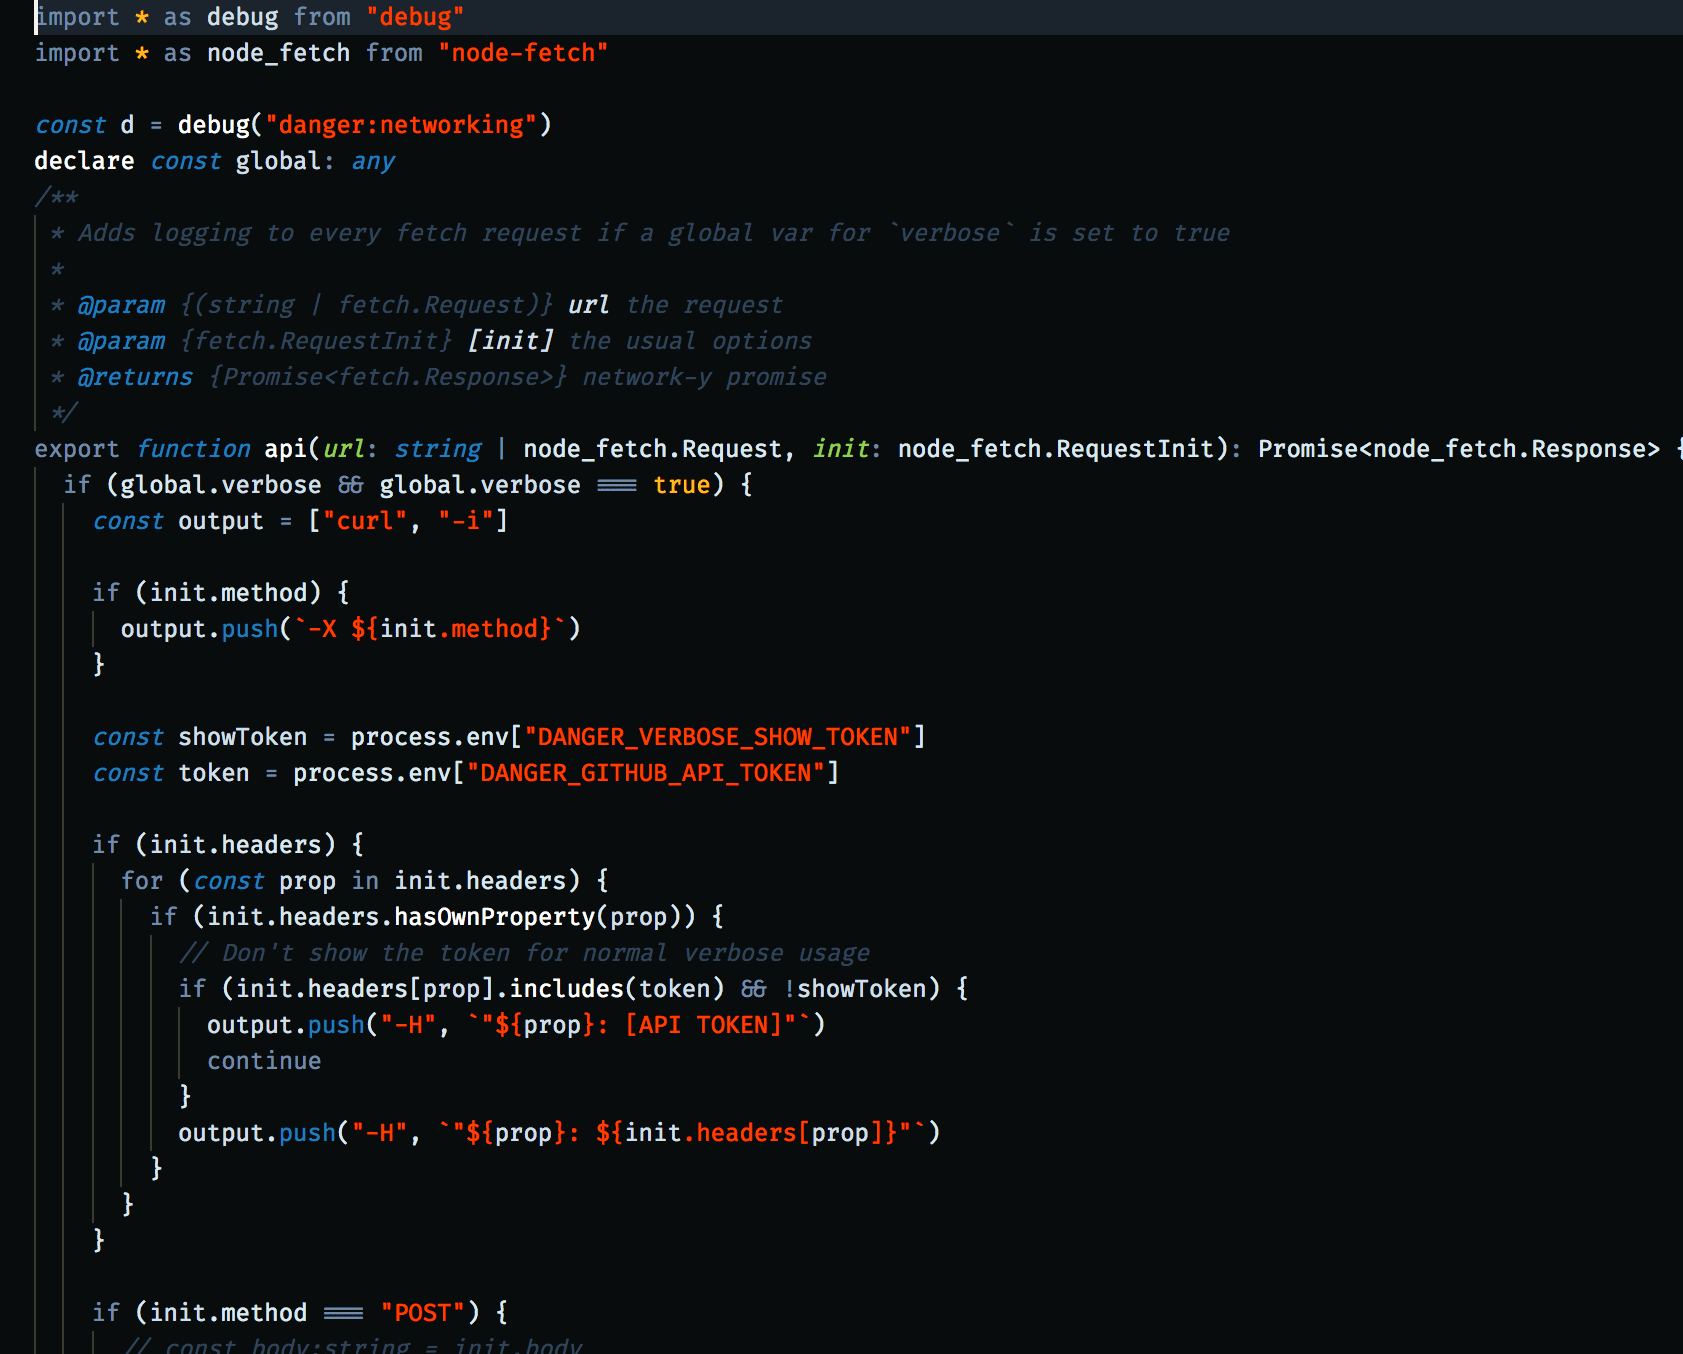 import * as debug from "debug"
import * as node_fetch from "node-fetch"

const d = debug("danger:networking")
declare const global: any
/**
 * Adds logging to every fetch request if a global var for `verbose` is set to true
 *
 * @param {(string | fetch.Request)} url the request
 * @param {fetch.RequestInit} [init] the usual options
 * @returns {Promise<fetch.Response>} network-y promise
 */
export function api(url: string | node_fetch.Request, init: node_fetch.RequestInit): Promise<node_fetch.Response> {
  if (global.verbose && global.verbose === true) {
    const output = ["curl", "-i"]

    if (init.method) {
      output.push(`-X ${init.method}`)
    }

    const showToken = process.env["DANGER_VERBOSE_SHOW_TOKEN"]
    const token = process.env["DANGER_GITHUB_API_TOKEN"]

    if (init.headers) {
      for (const prop in init.headers) {
        if (init.headers.hasOwnProperty(prop)) {
          // Don't show the token for normal verbose usage
          if (init.headers[prop].includes(token) && !showToken) {
            output.push("-H", `"${prop}: [API TOKEN]"`)
            continue
          }
          output.push("-H", `"${prop}: ${init.headers[prop]}"`)
        }
      }
    }

    if (init.method === "POST") {
      // const body:string = init.body